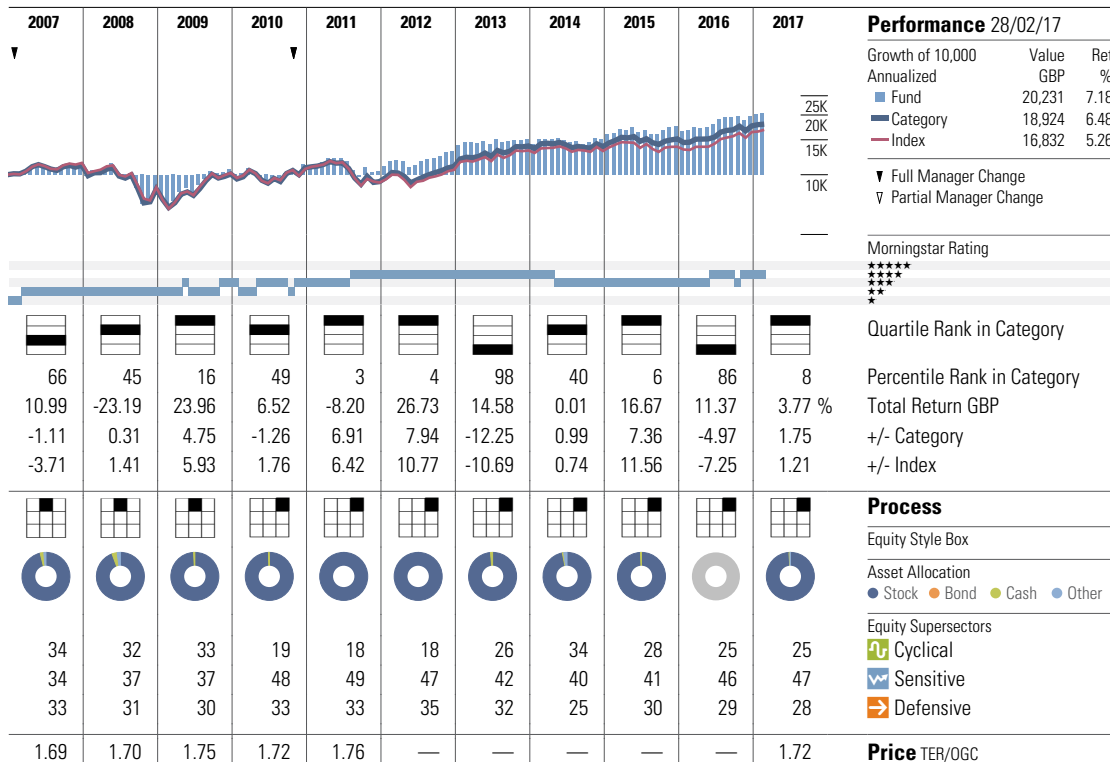 2007 2008 2009 2010 2011 2012 2013 2014 2015 2016 2017 Performance 28/02/17
Growth of 10,000 Value Ret
Annualized GBP %
Fund 20,231 7.18
Category 18,924 6.48
Index 16,832 5.26
25K
20K
15K
10K
Full Manager Change
Partial Manager Change
Morningstar Rating
★★★★★
★★★★
★★★
★★
★
Quartile Rank in Category
66 45 16 49 3 4 98 40 6 86 8 Percentile Rank in Category
10.99 -23.19 23.96 6.52 -8.20 26.73 14.58 0.01 16.67 11.37 3.77 % Total Return GBP
-1.11 0.31 4.75 -1.26 6.91 7.94 -12.25 0.99 7.36 -4.97 1.75 +/- Category
-3.71 1.41 5.93 1.76 6.42 10.77 -10.69 0.74 11.56 -7.25 1.21 +/- Index
Process
Equity Style Box
Asset Allocation
Stock Bond Cash Other
Equity Supersectors
34 32 33 19 18 18 26 34 28 25 25 Cyclical
34 37 37 48 49 47 42 40 41 46 47 Sensitive
33 31 30 33 33 35 32 25 30 29 28 Defensive
1.69 1.70 1.75 1.72 1.76 — — — — — 1.72 Price TER/OGC